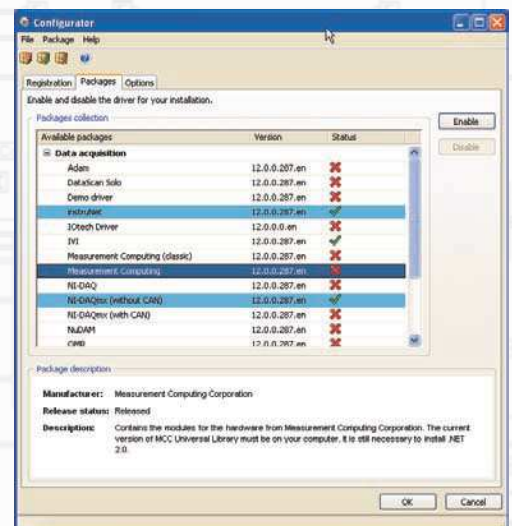 Configurator
File Package Help
Registration Packages Options
Enable and disable the driver for your installation.
Packages collection
Enable
Disable
Available packages Version Status
Data acquisition
Adam 12.0.0.287.en
DataScan Solo 12.0.0.287.en
Demo driver 12.0.0.287.en
instruNet 12.0.0.287.en
IOtech Driver 12.0.0.0.en
IVI 12.0.0.287.en
Measurement Computing (classic) 12.0.0.287.en
Measurement Computing 12.0.0.287.en
NI-DAQ 12.0.0.287.en
NI-DAQmx (without CAN) 12.0.0.287.en
NI-DAQmx (with CAN) 12.0.0.287.en
NuDAM 12.0.0.287.en
OMB 12.0.0.287.en
Package description
Manufacturer: Measurement Computing Corporation
Release status: Released
Description: Contains the modules for the hardware from Measurement Computing Corporation. The current
version of MCC Universal Library must be on your computer. It is still necessary to install .NET
2.0.
OK Cancel